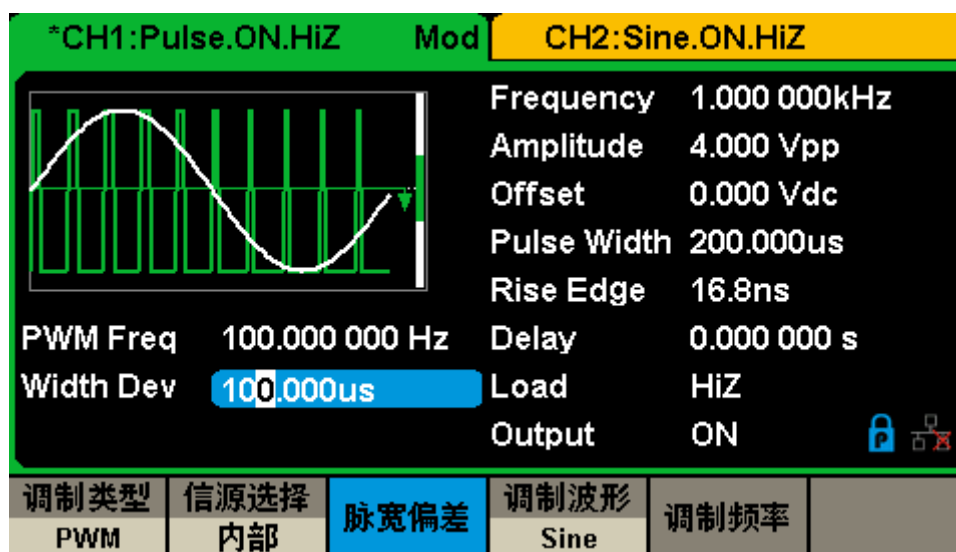 *CH1:Pulse.ON.HiZ Mod CH2:Sine.ON.HiZ
Frequency 1.000 000kHz
Amplitude 4.000 Vpp
Offset 0.000 Vdc
Pulse Width 200.000us
Rise Edge 16.8ns
PWM Freq 100.000 000 Hz Delay 0.000 000 s
Width Dev 100.000us Load HiZ
Output ON P
调制类型 信源选择 脉宽偏差 调制波形 调制频率
PWM 内部 Sine